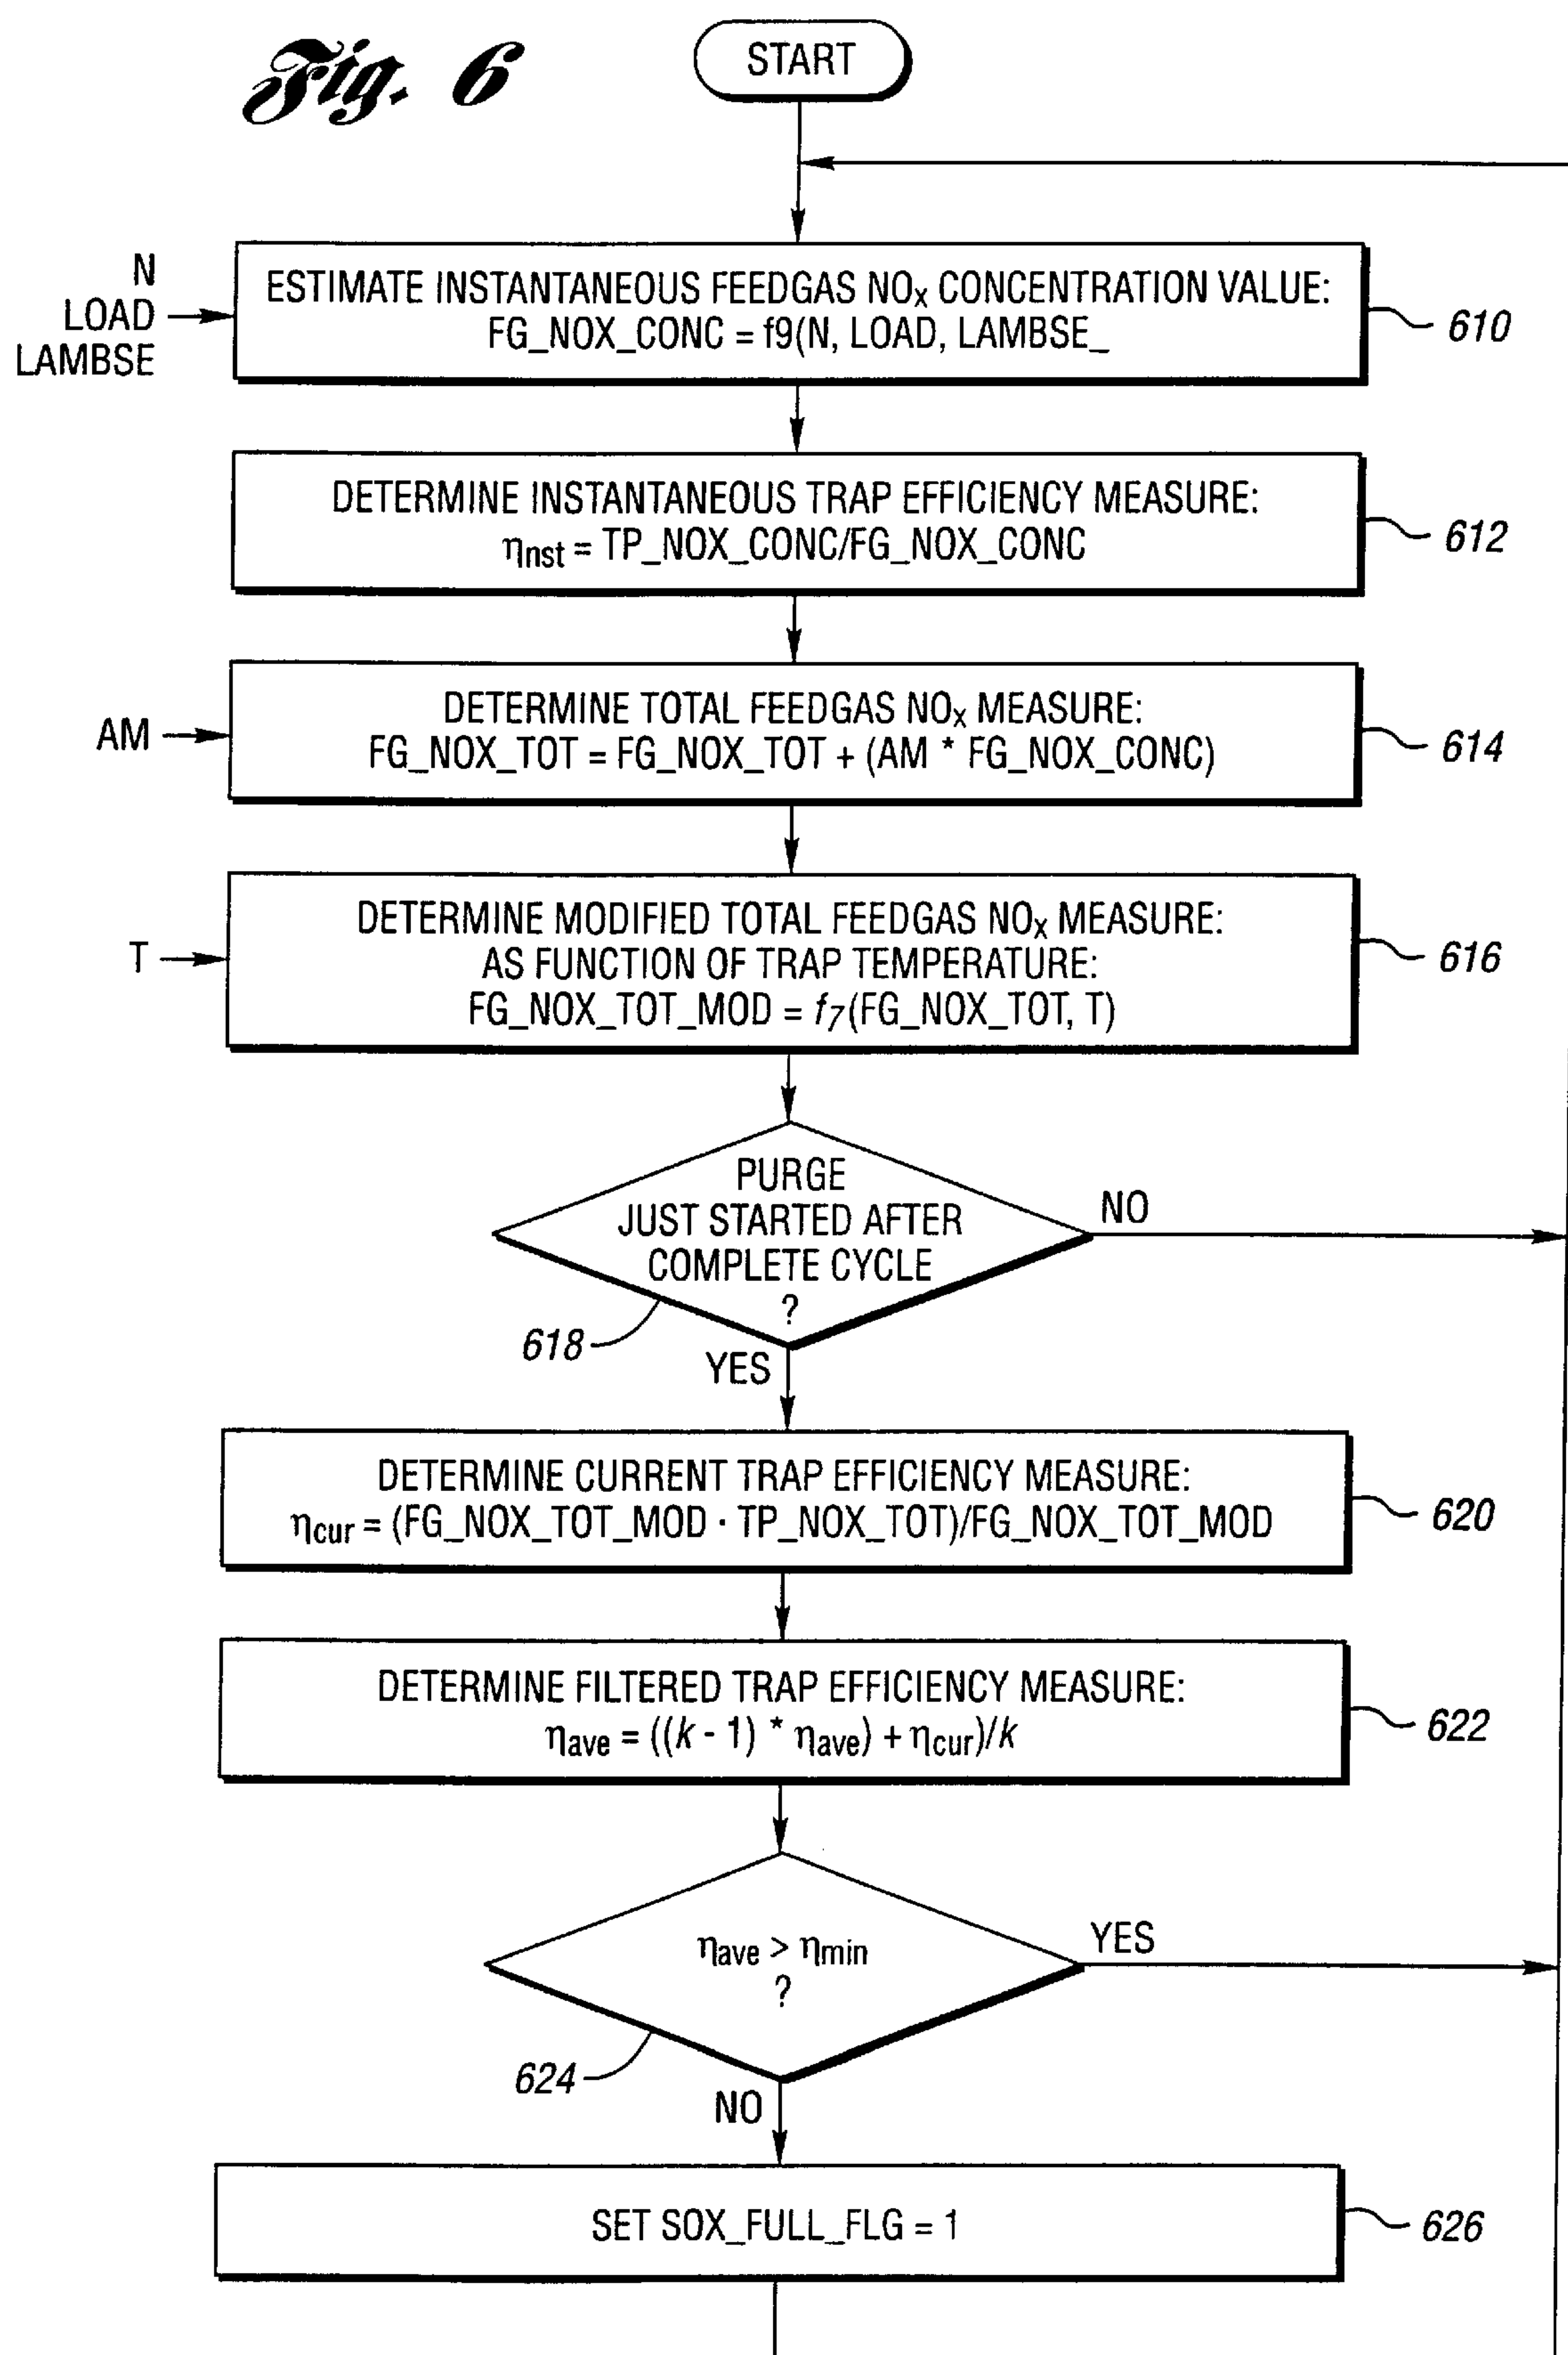 Fig. 6
START
N
LOAD
LAMBSE
ESTIMATE INSTANTANEOUS FEEDGAS NOx CONCENTRATION VALUE:
FG_NOX_CONC = f9(N, LOAD, LAMBSE_
610
DETERMINE INSTANTANEOUS TRAP EFFICIENCY MEASURE:
ηnst = TP_NOX_CONC/FG_NOX_CONC
612
AM
DETERMINE TOTAL FEEDGAS NOx MEASURE:
FG_NOX_TOT = FG_NOX_TOT + (AM * FG_NOX_CONC)
614
T
DETERMINE MODIFIED TOTAL FEEDGAS NOx MEASURE:
AS FUNCTION OF TRAP TEMPERATURE:
FG_NOX_TOT_MOD = f7(FG_NOX_TOT, T)
616
PURGE
JUST STARTED AFTER
COMPLETE CYCLE
?
NO
618
YES
DETERMINE CURRENT TRAP EFFICIENCY MEASURE:
ηcur = (FG_NOX_TOT_MOD · TP_NOX_TOT)/FG_NOX_TOT_MOD
620
DETERMINE FILTERED TRAP EFFICIENCY MEASURE:
ηave = ((k - 1) * ηave) + ηcur)/k
622
ηave > ηmin
?
YES
624
NO
SET SOX_FULL_FLG = 1
626